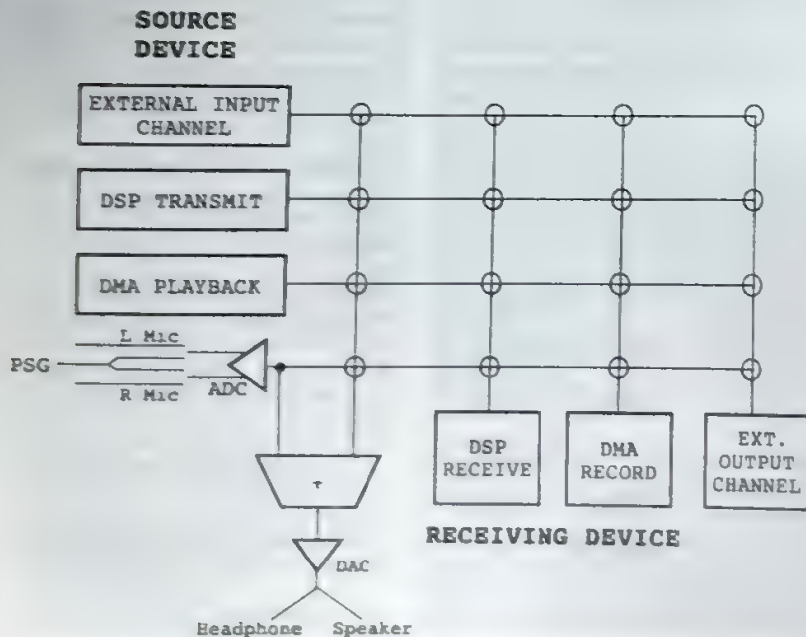 SOURCE
DEVICE
EXTERNAL INPUT
CHANNEL
DSP TRANSMIT
DMA PLAYBACK
L Mic
PSG
ADC
R Mic
DSP
RECEIVE
DMA
RECORD
EXT.
OUTPUT
CHANNEL
+
RECEIVING DEVICE
DAC
Headphone Speaker